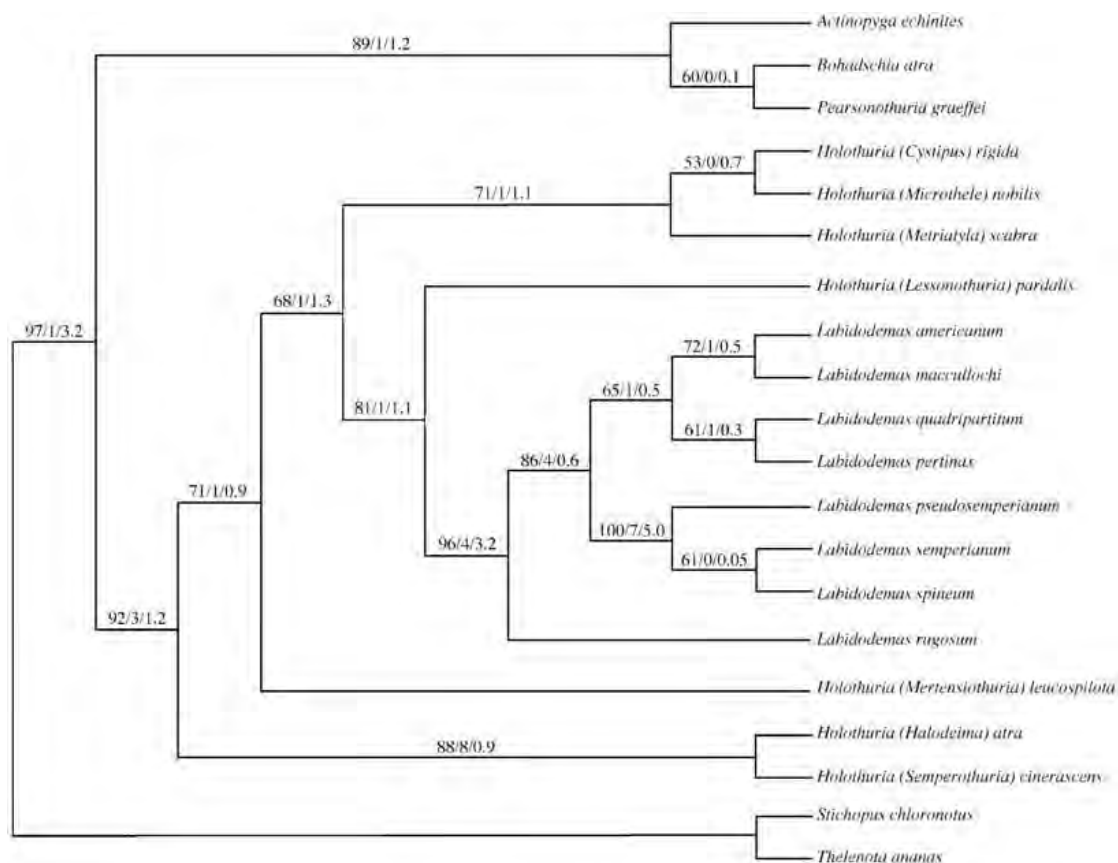 Actinopyga echinites
89/1/1.2
Bohadschia atra
60/0/0.1
Pearsonothuria graeffei
Holothuria (Cystipus) rigida
53/0/0.7
71/1/1.1
Holothuria (Microthele) nobilis
Holothuria (Metriatyla) scabra
Holothuria (Lessonothuria) pardalis
68/1/1.3
97/1/3.2
Labidodemas americanum
72/1/0.5
Labidodemas maccullochi
65/1/0.5
81/1/1.1
Labidodemas quadripartitum
61/1/0.3
Labidodemas pertinax
86/4/0.6
71/1/0.9
Labidodemas pseudosemperianum
100/7/5.0
96/4/3.2
Labidodemas semperianum
61/0/0.05
Labidodemas spineum
92/3/1.2
Labidodemas rugosum
Holothuria (Mertensiothuria) leucospilota
Holothuria (Halodeima) atra
88/8/0.9
Holothuria (Semperothuria) cinerascens
Stichopus chloronotus
Thelenota ananas